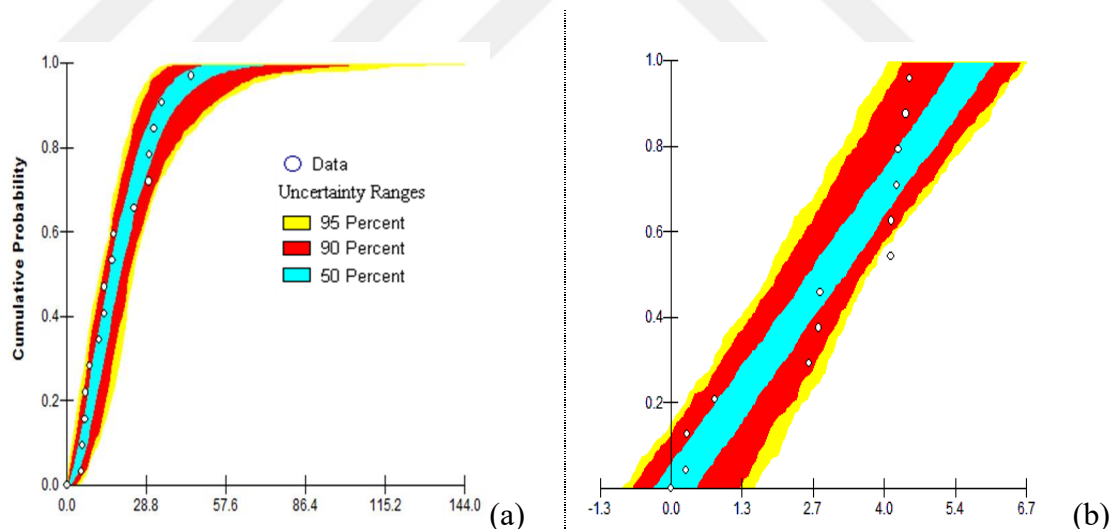 1.0
0.8
0.6
0.4
0.2
0.0
Cumulative Probability
Data
Uncertainty Ranges
95 Percent
90 Percent
50 Percent
0.0 28.8 57.6 86.4 115.2 144.0
(a)
1.0
0.8
0.6
0.4
0.2
-1.3 0.0 1.3 2.7 4.0 5.4 6.7
(b)